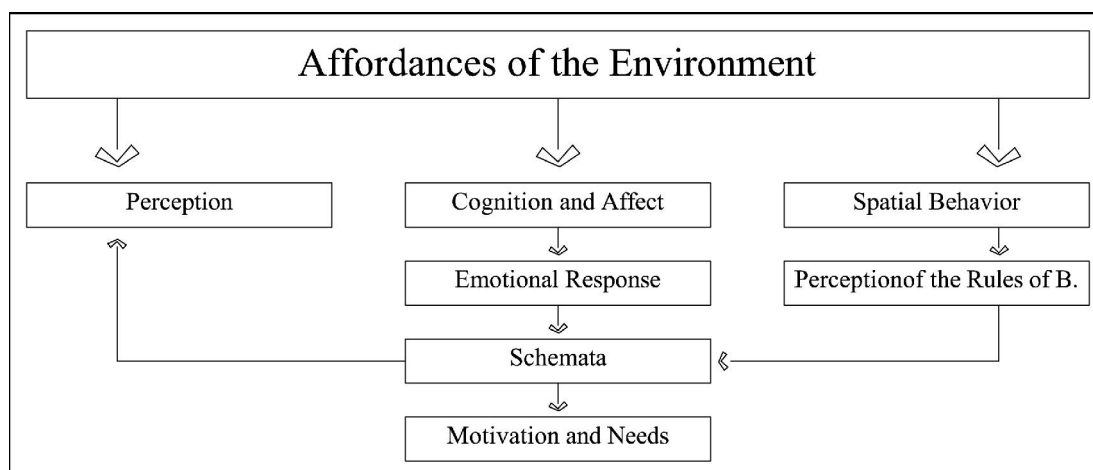 Affordances of the Environment
Perception
Cognition and Affect
Spatial Behavior
Emotional Response
Perceptionof the Rules of B.
Schemata
Motivation and Needs